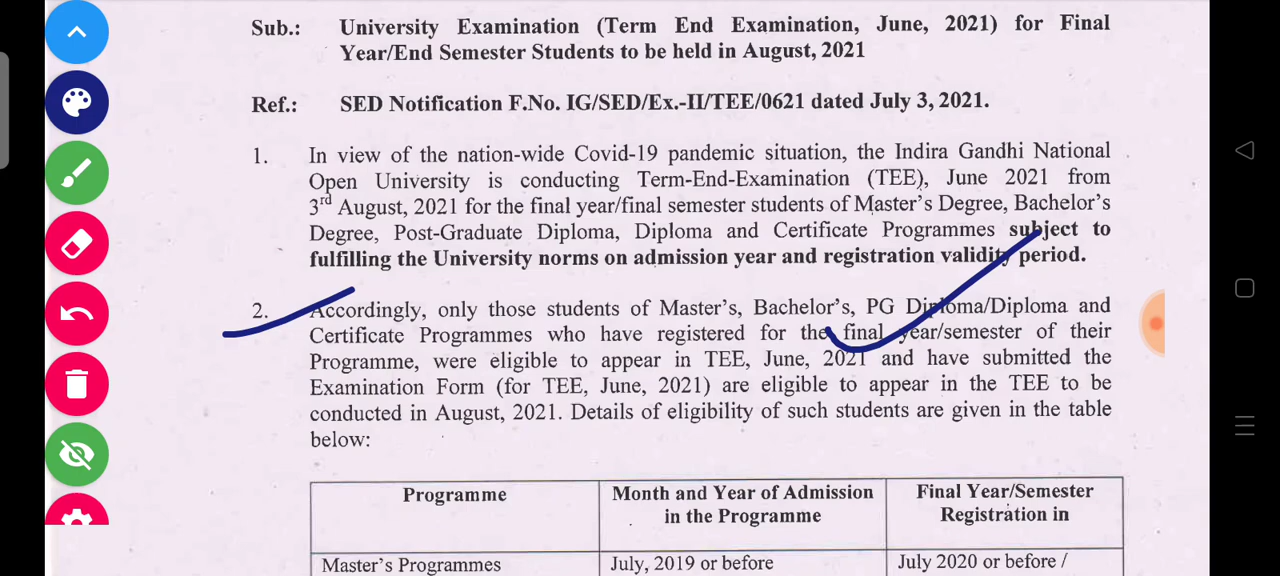 Sub.: University Examination (Term End Examination, June, 2021) for Final
Year/End Semester Students to be held in August, 2021
Ref.: SED Notification F.No. IG/SED/Ex.-II/TEE/0621 dated July 3, 2021.
1. In view of the nation-wide Covid-19 pandemic situation, the Indira Gandhi National
Open University is conducting Term-End-Examination (TEE), June 2021 from
3rd August, 2021 for the final year/final semester students of Master's Degree, Bachelor's
Degree, Post-Graduate Diploma, Diploma and Certificate Programmes subject to
fulfilling the University norms on admission year and registration validity period.
2. Accordingly, only those students of Master's, Bachelor's, PG Diploma/Diploma and
Certificate Programmes who have registered for the final year/semester of their
Programme, were eligible to appear in TEE, June, 2021 and have submitted the
Examination Form (for TEE, June, 2021) are eligible to appear in the TEE to be
conducted in August, 2021. Details of eligibility of such students are given in the table
below:
Programme
Month and Year of Admission
in the Programme
Final Year/Semester
Registration in
Master's Programmes
July, 2019 or before
July 2020 or before /